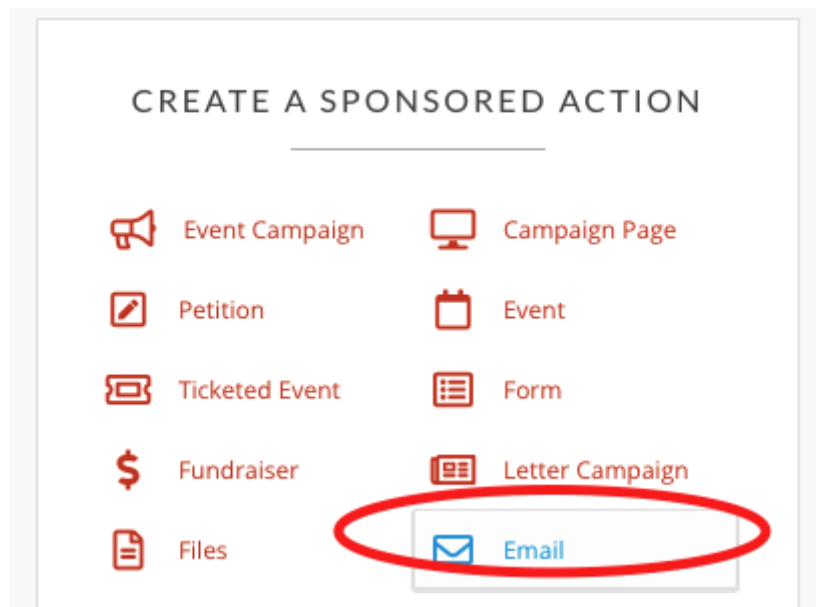 CREATE A SPONSORED ACTION
Event Campaign
Campaign Page
Petition
Event
Ticketed Event
Form
Fundraiser
Letter Campaign
Files
Email